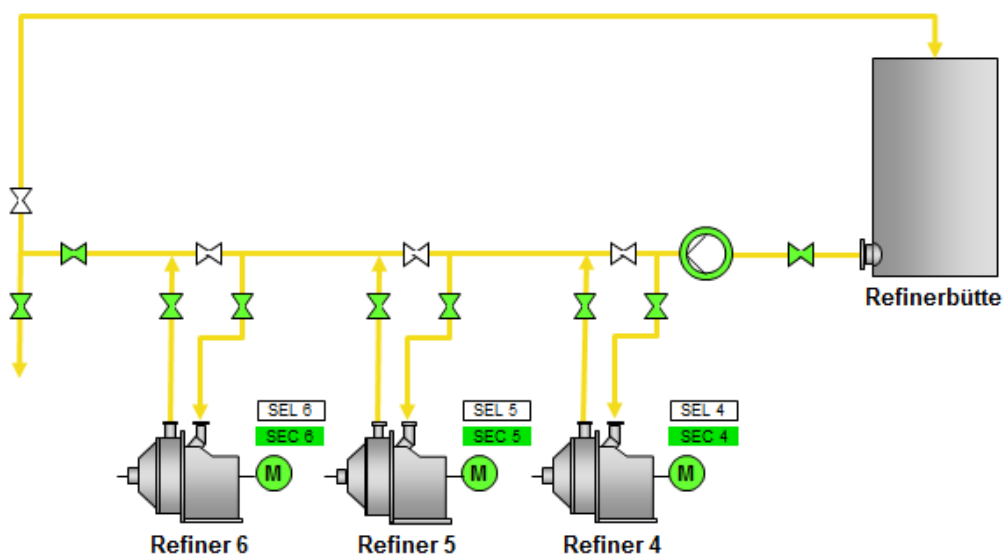 Refinerbütte
SEL 6
SEC 6
M
Refiner 6
SEL 5
SEC 5
M
Refiner 5
SEL 4
SEC 4
M
Refiner 4